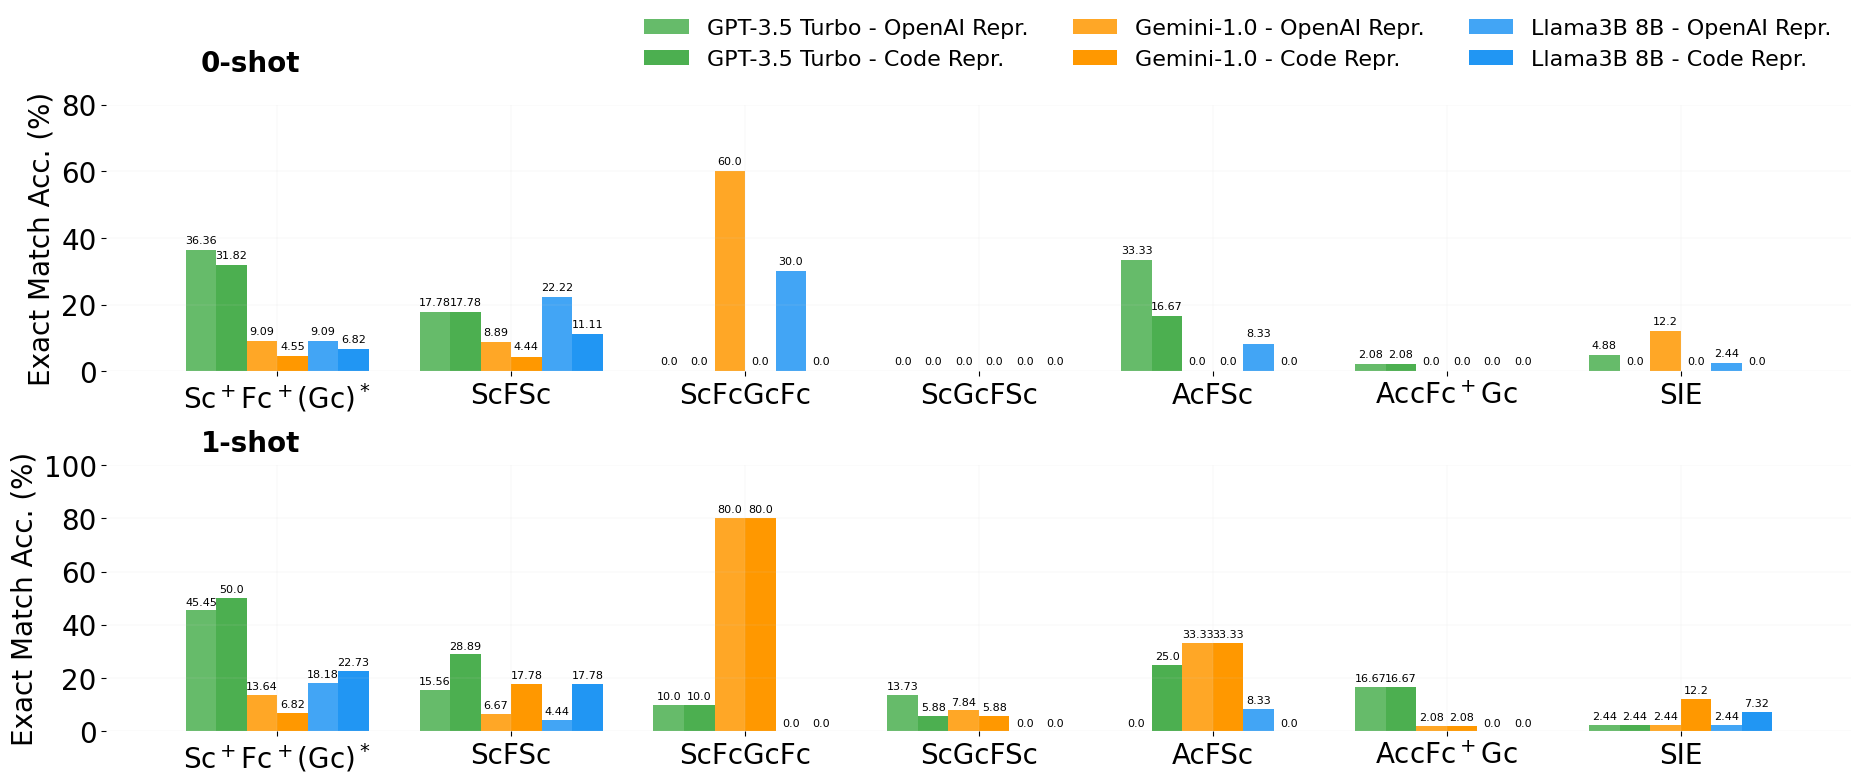 GPT-3.5 Turbo - OpenAI Repr. Gemini-1.0 - OpenAI Repr. Llama3B 8B - OpenAI Repr.
GPT-3.5 Turbo - Code Repr. Gemini-1.0 - Code Repr. Llama3B 8B - Code Repr.
0-shot
Exact Match Acc. (%)
80
60
40
20
0
36.36 31.82 9.09 4.55 9.09 6.82
17.78 17.78 8.89 4.44 22.22 11.11
0.0 0.0 60.0 0.0 30.0 0.0
0.0 0.0 0.0 0.0 0.0 0.0
33.33 16.67 0.0 0.0 8.33 0.0
2.08 2.08 0.0 0.0 0.0 0.0
4.88 0.0 12.2 0.0 2.44 0.0
Sc⁺Fc⁺(Gc)* ScFSc ScFcGcFc ScGcFSc AcFSc AccFc⁺Gc SIE
1-shot
Exact Match Acc. (%)
100
80
60
40
20
0
45.45 50.0 13.64 6.82 18.18 22.73
15.56 28.89 6.67 17.78 4.44 17.78
10.0 10.0 80.0 80.0 0.0 0.0
13.73 5.88 7.84 5.88 0.0 0.0
0.0 25.0 33.33 33.33 8.33 0.0
16.67 16.67 2.08 2.08 0.0 0.0
2.44 2.44 2.44 12.2 2.44 7.32
Sc⁺Fc⁺(Gc)* ScFSc ScFcGcFc ScGcFSc AcFSc AccFc⁺Gc SIE